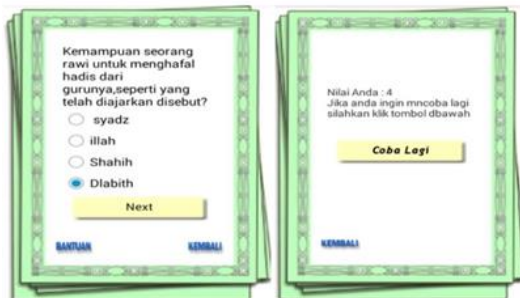 Kemampuan seorang
rawi untuk menghafal
hadis dari
gurunya,seperti yang
telah diajarkan disebut?
syadz
illah
Shahih
Dlabith
Next
BANTUAN
KEMBALI
Nilai Anda : 4
Jika anda ingin mncoba lagi
silahkan klik tombol dbawah
Coba Lagi
KEMBALI